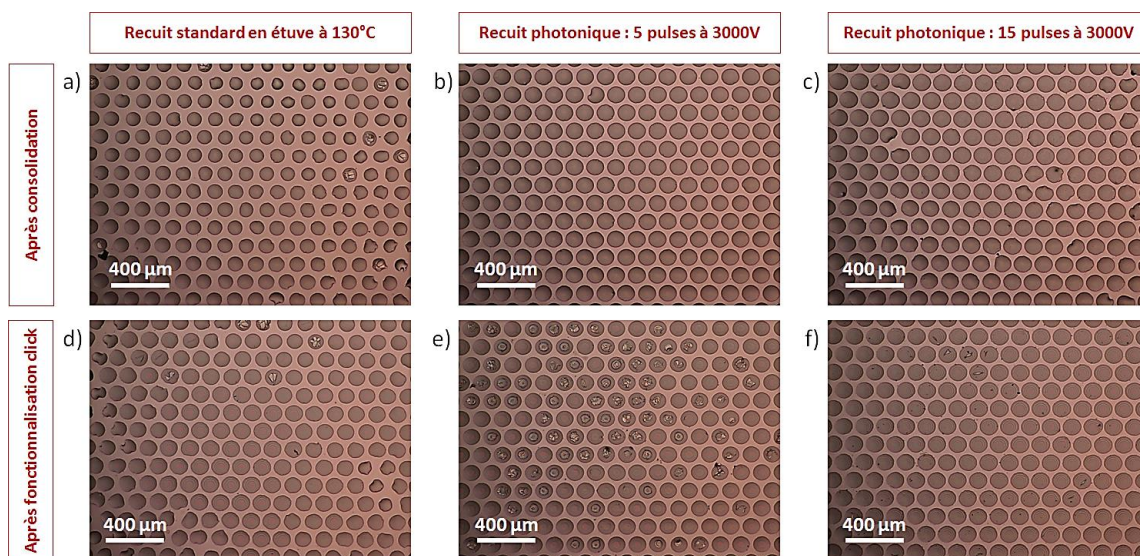 Recuit standard en étuve à 130°C
Recuit photonique : 5 pulses à 3000V
Recuit photonique : 15 pulses à 3000V
Après consolidation
a)
400 µm
b)
400 µm
c)
400 µm
Après fonctionnalisation click
d)
400 µm
e)
400 µm
f)
400 µm